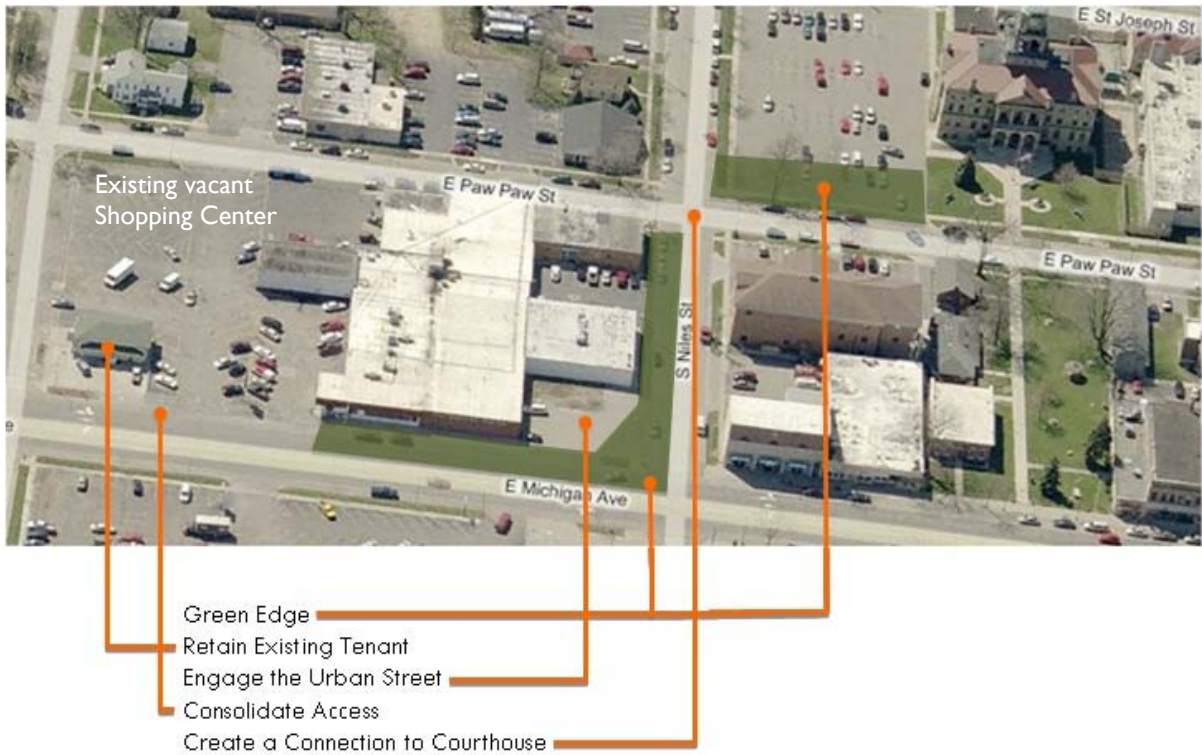 E St Joseph St
Existing vacant
Shopping Center
E Paw Paw St
E Paw Paw St
S Niles St
E Michigan Ave
e
Green Edge
Retain Existing Tenant
Engage the Urban Street
Consolidate Access
Create a Connection to Courthouse